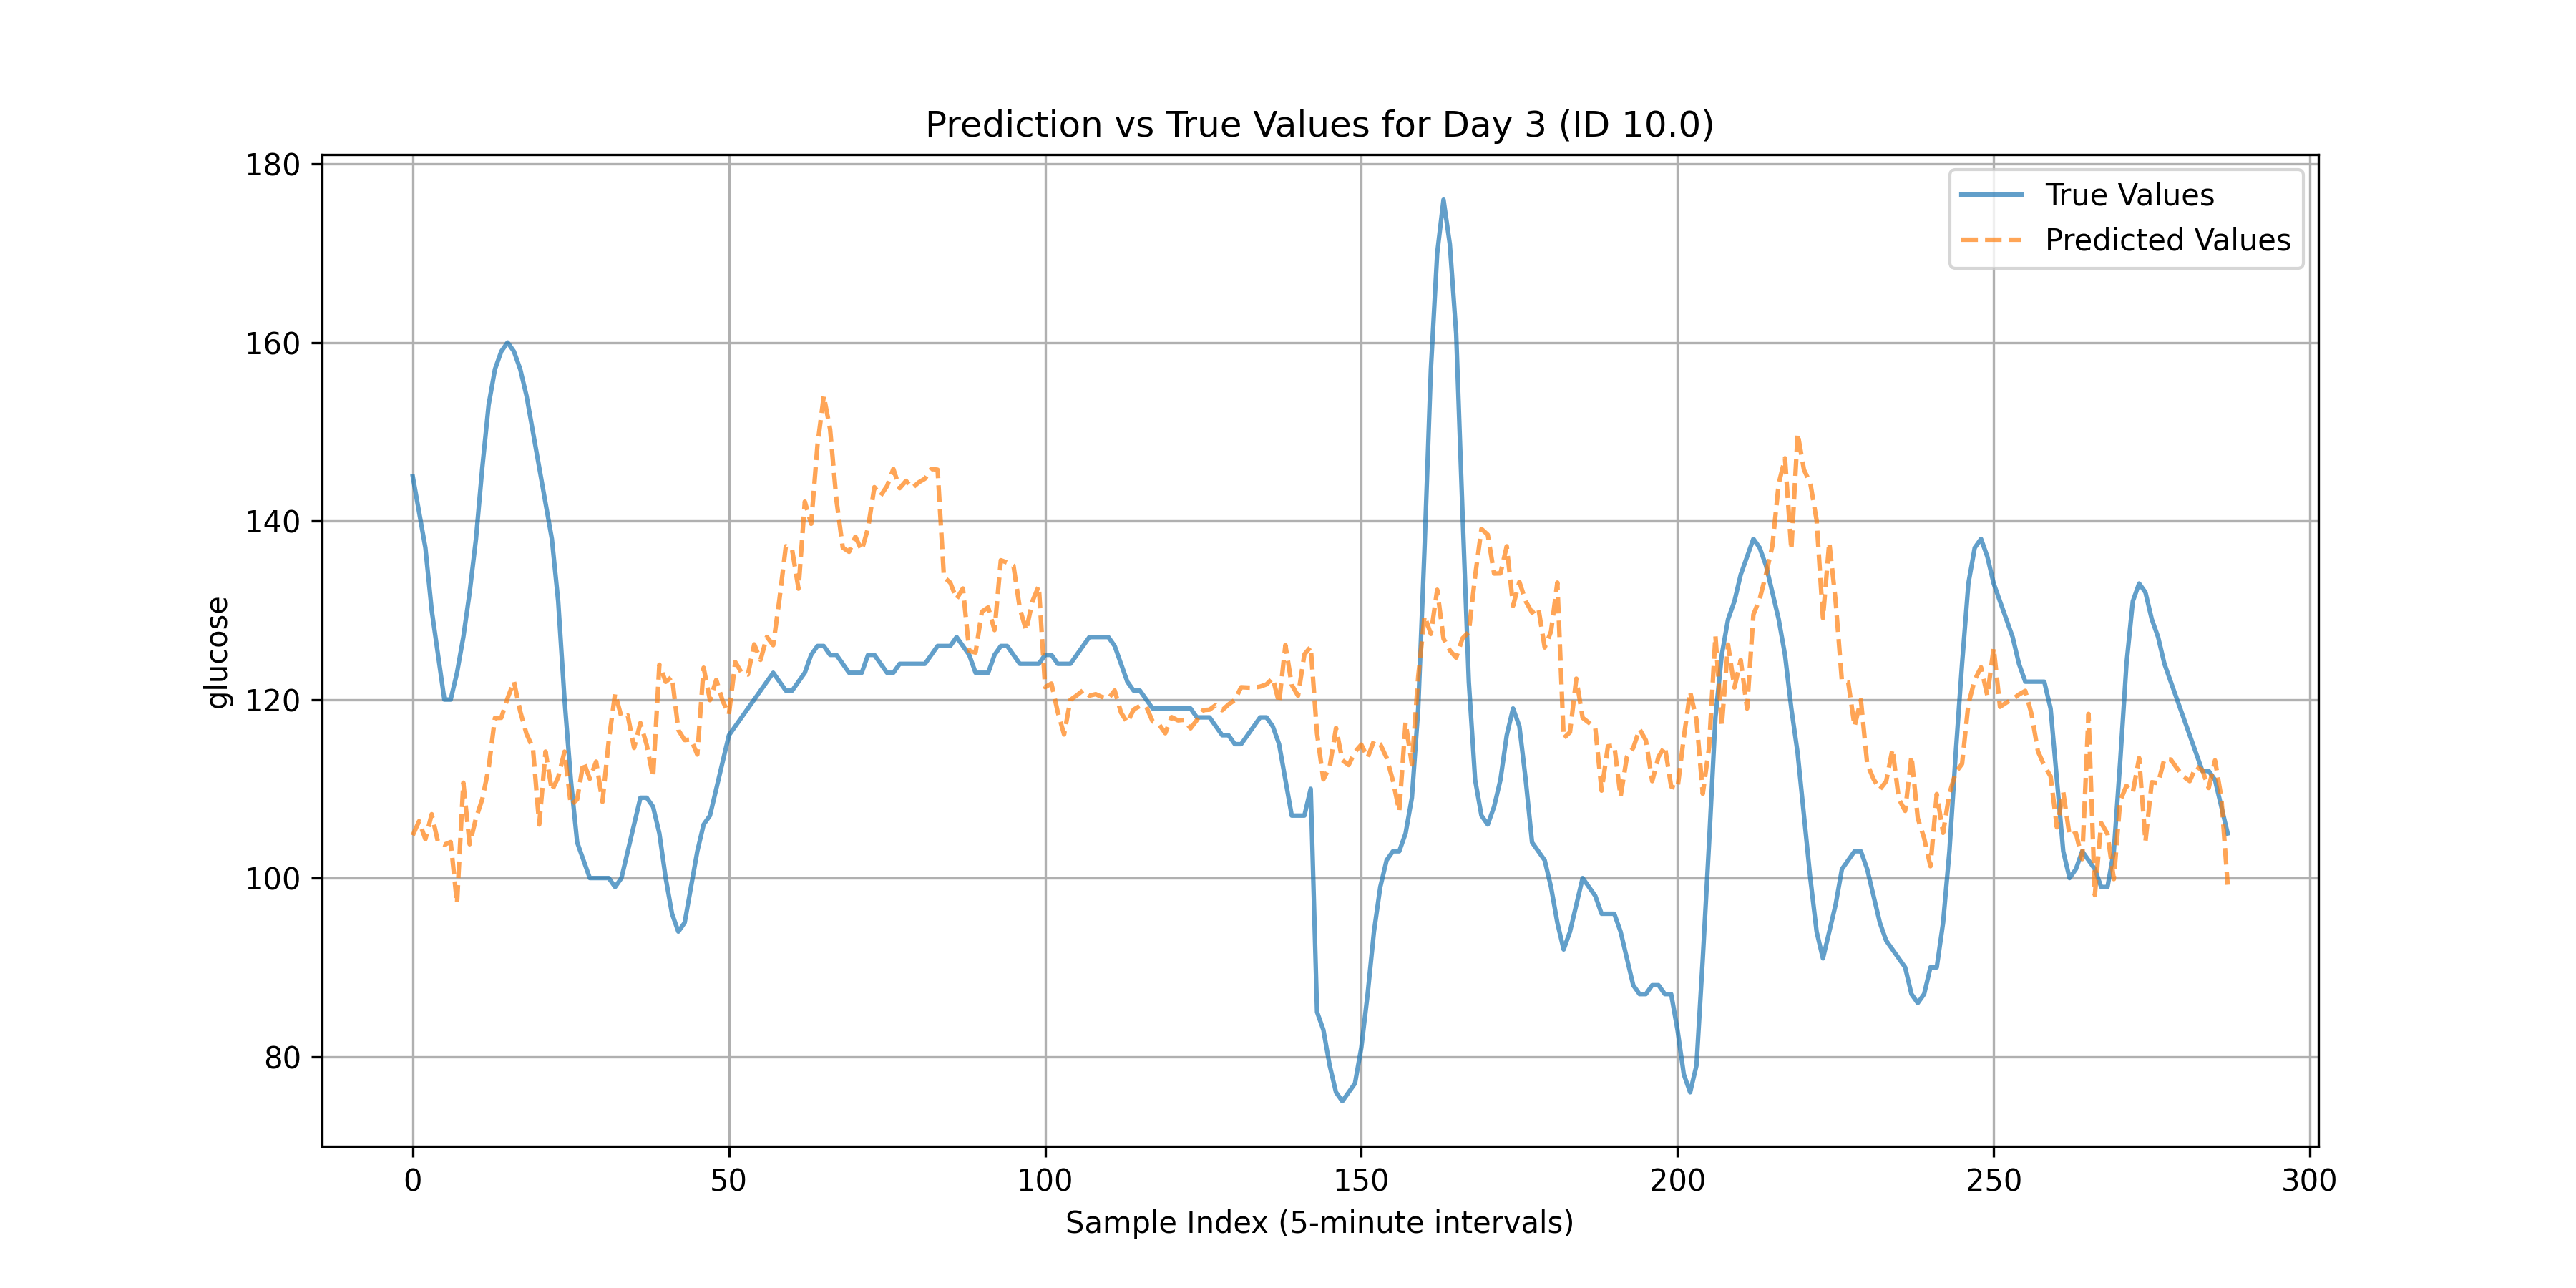 Prediction vs True Values for Day 3 (ID 10.0)
180
160
140
120
100
80
glucose
True Values
Predicted Values
0
50
100
150
200
250
300
Sample Index (5-minute intervals)